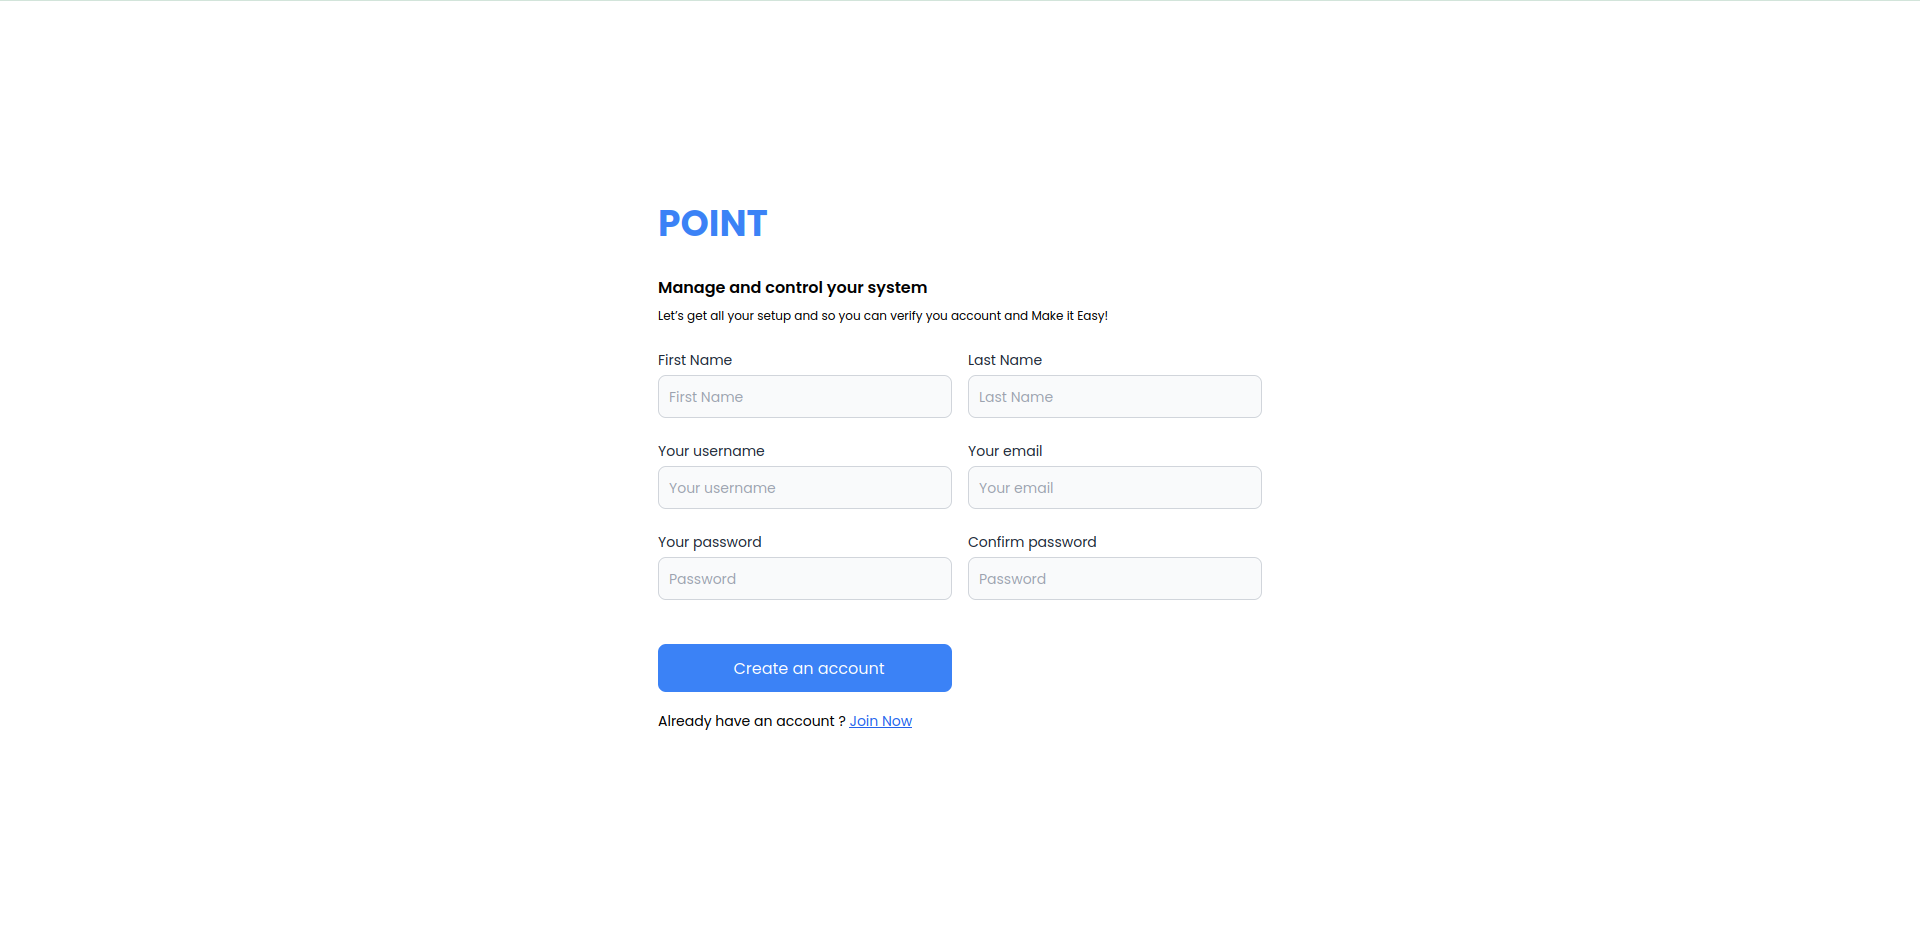 POINT
Manage and control your system
Let's get all your setup and so you can verify you account and Make it Easy!
First Name
Last Name
First Name
Last Name
Your username
Your email
Your username
Your email
Your password
Confirm password
Password
Password
Create an account
Already have an account ? Join Now